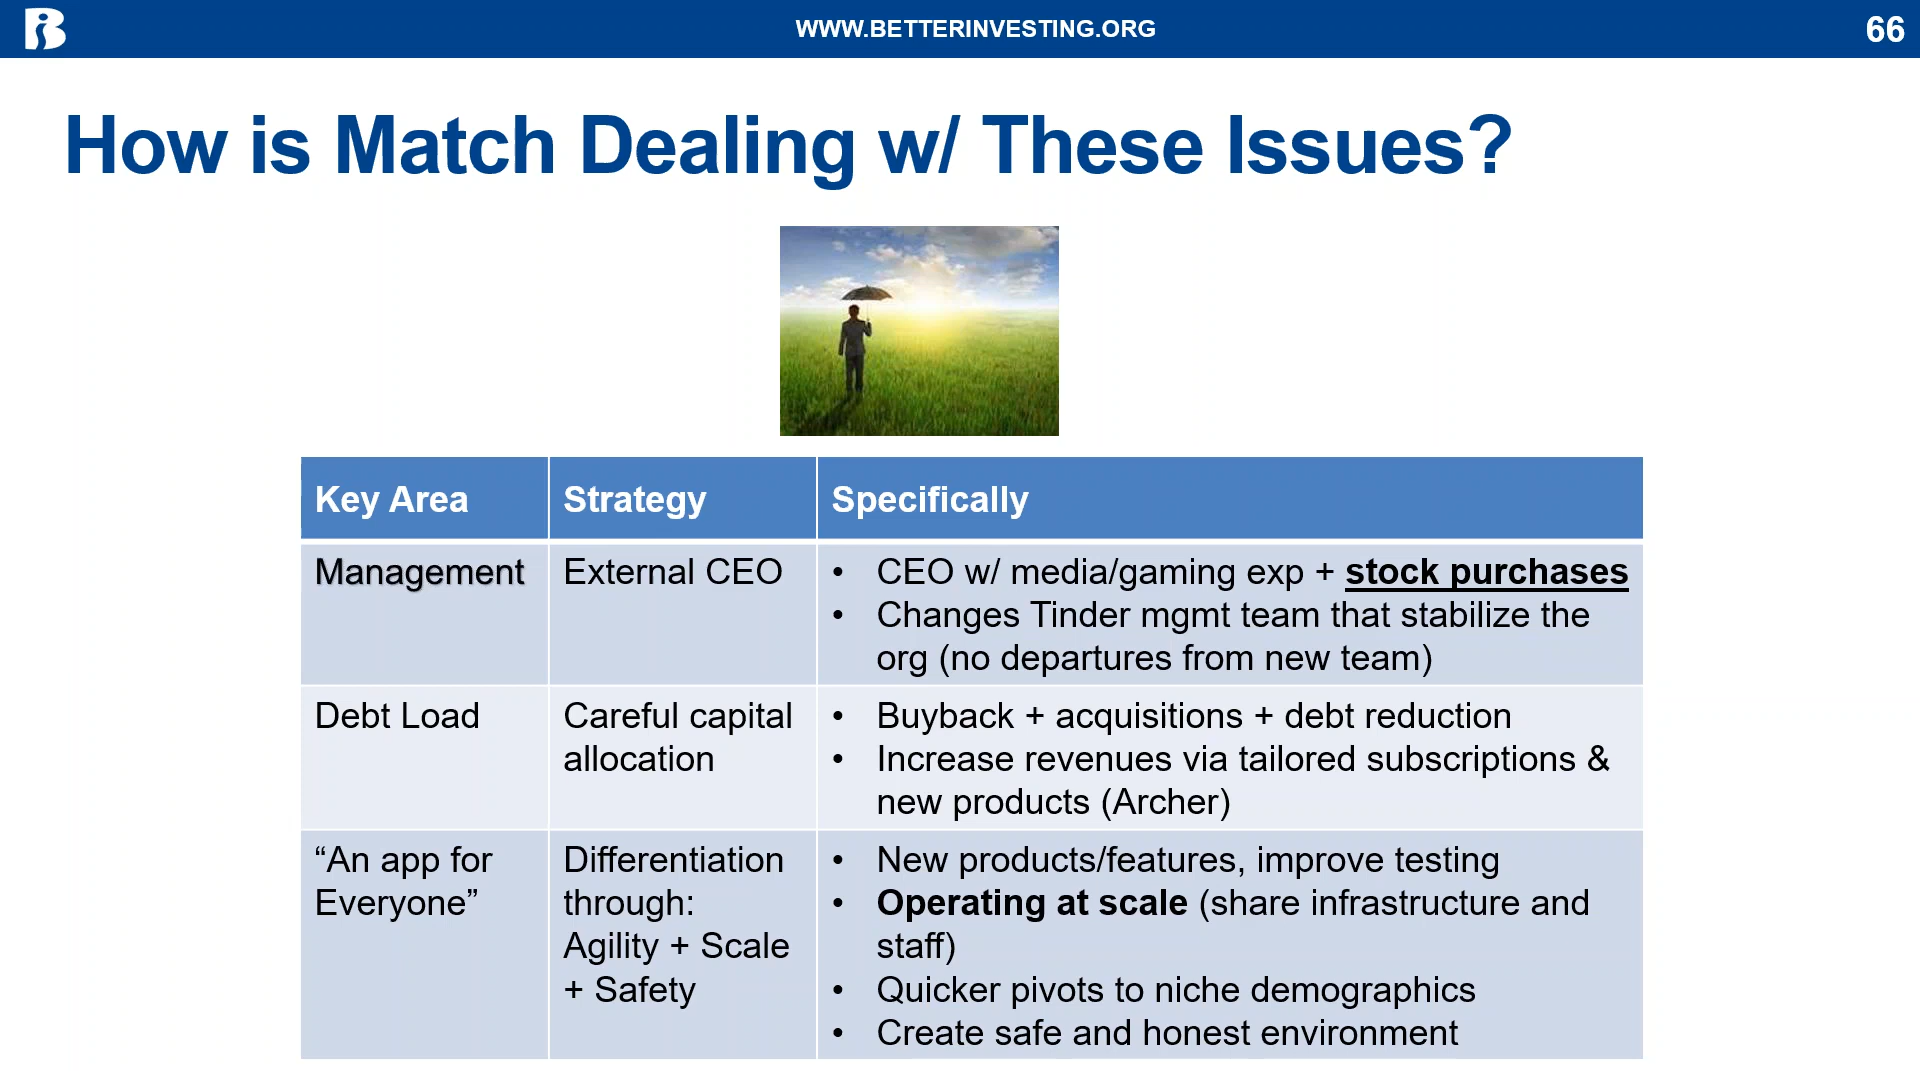 WWW.BETTERINVESTING.ORG
66
How is Match Dealing w/ These Issues?
Key Area
Strategy
Specifically
Management
External CEO
• CEO w/ media/gaming exp + stock purchases
• Changes Tinder mgmt team that stabilize the
org (no departures from new team)
Debt Load
Careful capital
allocation
• Buyback + acquisitions + debt reduction
• Increase revenues via tailored subscriptions &
new products (Archer)
“An app for
Everyone”
Differentiation
through:
Agility + Scale
+ Safety
• New products/features, improve testing
• Operating at scale (share infrastructure and
staff)
• Quicker pivots to niche demographics
• Create safe and honest environment